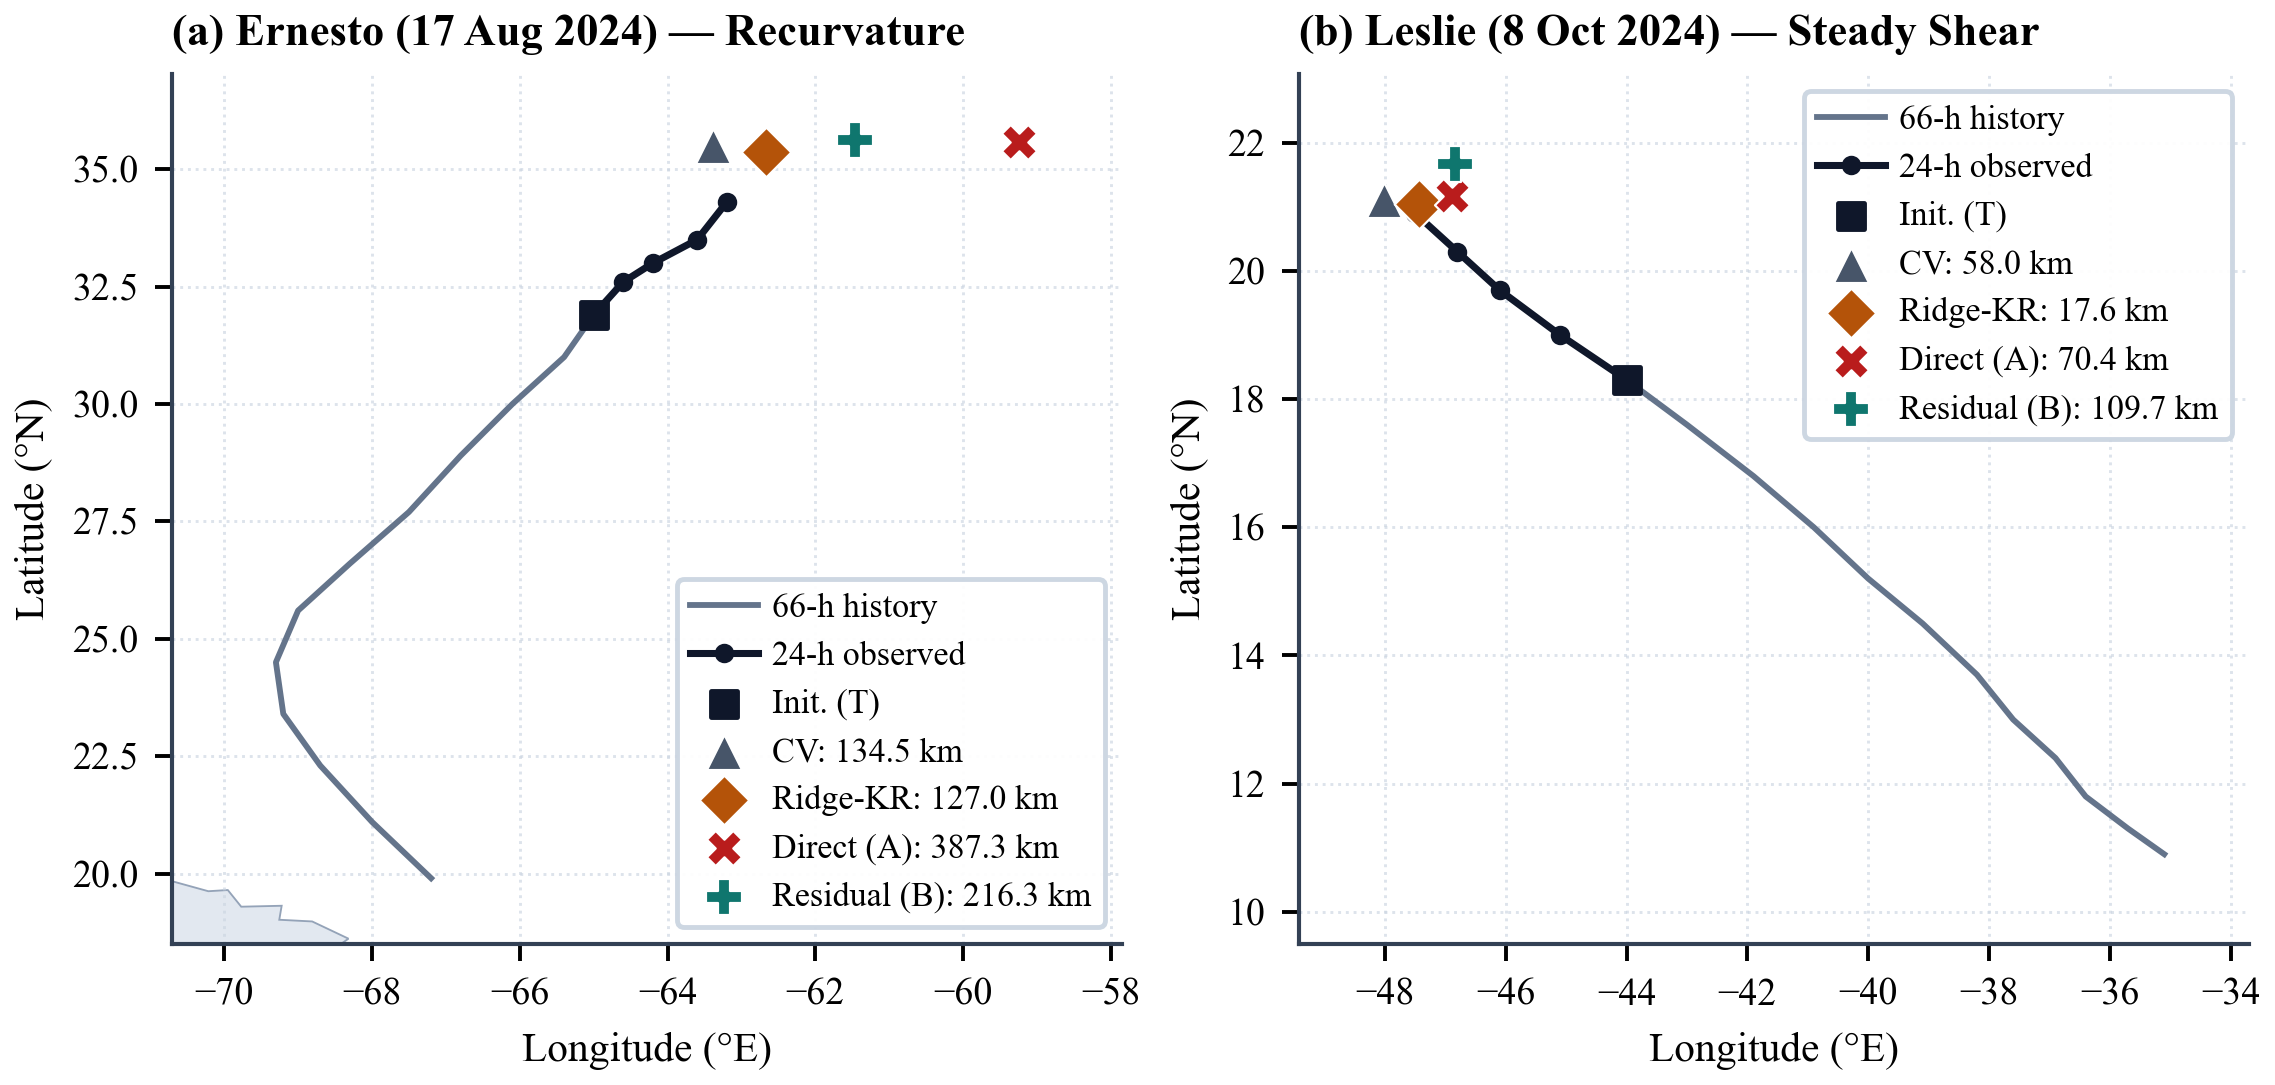 (a) Ernesto (17 Aug 2024) — Recurvature
Latitude (°N)
35.0
32.5
30.0
27.5
25.0
22.5
20.0
−70
−68
−66
−64
−62
−60
−58
Longitude (°E)
66-h history
24-h observed
Init. (T)
CV: 134.5 km
Ridge-KR: 127.0 km
Direct (A): 387.3 km
Residual (B): 216.3 km
(b) Leslie (8 Oct 2024) — Steady Shear
Latitude (°N)
22
20
18
16
14
12
10
−48
−46
−44
−42
−40
−38
−36
−34
Longitude (°E)
66-h history
24-h observed
Init. (T)
CV: 58.0 km
Ridge-KR: 17.6 km
Direct (A): 70.4 km
Residual (B): 109.7 km